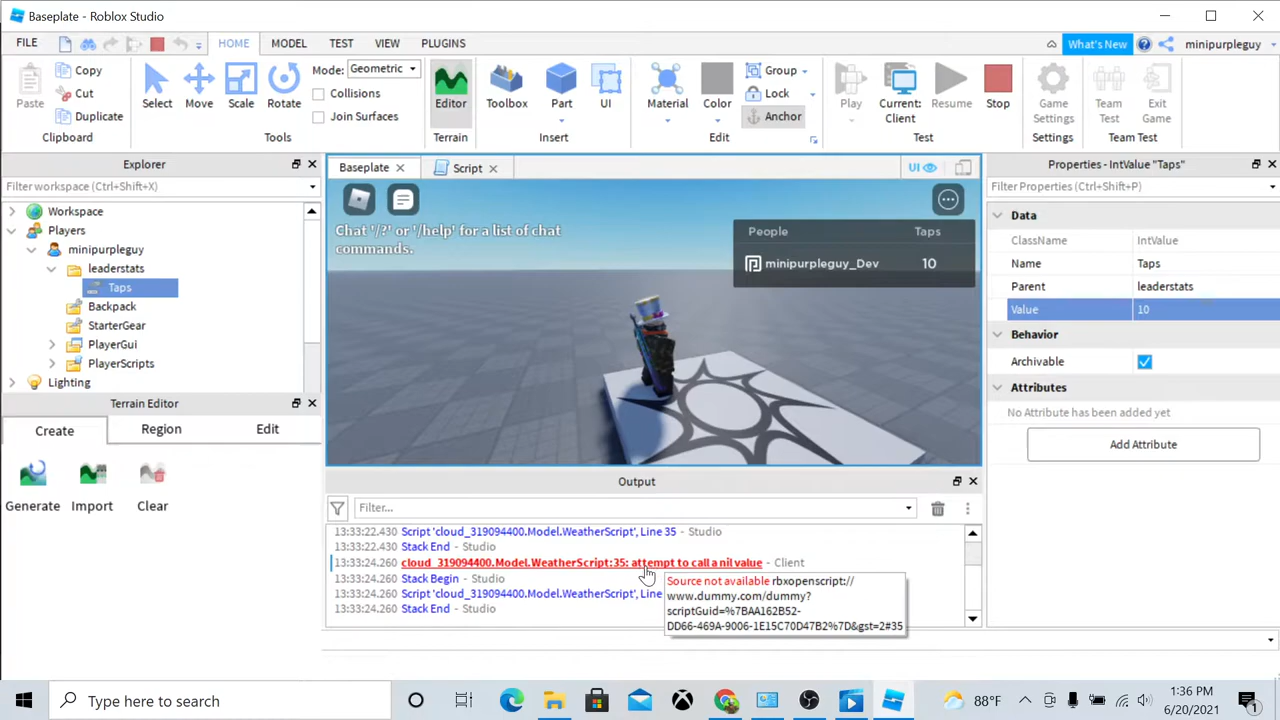 Baseplate - Roblox Studio
FILE
HOME
MODEL
TEST
VIEW
PLUGINS
What's New
minipurpleguy
Paste
Copy
Cut
Duplicate
Clipboard
Select
Move
Scale
Rotate
Mode: Geometric
Collisions
Join Surfaces
Tools
Editor
Terrain
Toolbox
Part
UI
Insert
Material
Color
Group
Lock
Anchor
Edit
Play
Current:
Client
Resume
Stop
Test
Game
Settings
Settings
Team
Test
Exit
Game
Team Test
Explorer
Filter workspace (Ctrl+Shift+X)
Workspace
Players
minipurpleguy
leaderstats
Taps
Backpack
StarterGear
PlayerGui
PlayerScripts
Lighting
Terrain Editor
Create
Region
Edit
Generate
Import
Clear
Baseplate
Script
UI
Chat '/?' or '/help' for a list of chat
commands.
People Taps
minipurpleguy_Dev 10
Output
Filter...
13:33:22.430 Script 'cloud_319094400.Model.WeatherScript', Line 35 - Studio
13:33:22.430 Stack End - Studio
13:33:24.260 cloud_319094400.Model.WeatherScript:35: attempt to call a nil value - Client
13:33:24.260 Stack Begin - Studio
13:33:24.260 Script 'cloud_319094400.Model.WeatherScript', Line
13:33:24.260 Stack End - Studio
Source not available rbxopenscript://
www.dummy.com/dummy?
scriptGuid=%7BAA162B52-
DD66-469A-9006-1E15C70D47B2%7D&gst=2#35
Properties - IntValue "Taps"
Filter Properties (Ctrl+Shift+P)
Data
ClassName IntValue
Name Taps
Parent leaderstats
Value 10
Behavior
Archivable
Attributes
No Attribute has been added yet
Add Attribute
Type here to search
88°F
1:36 PM
6/20/2021
1